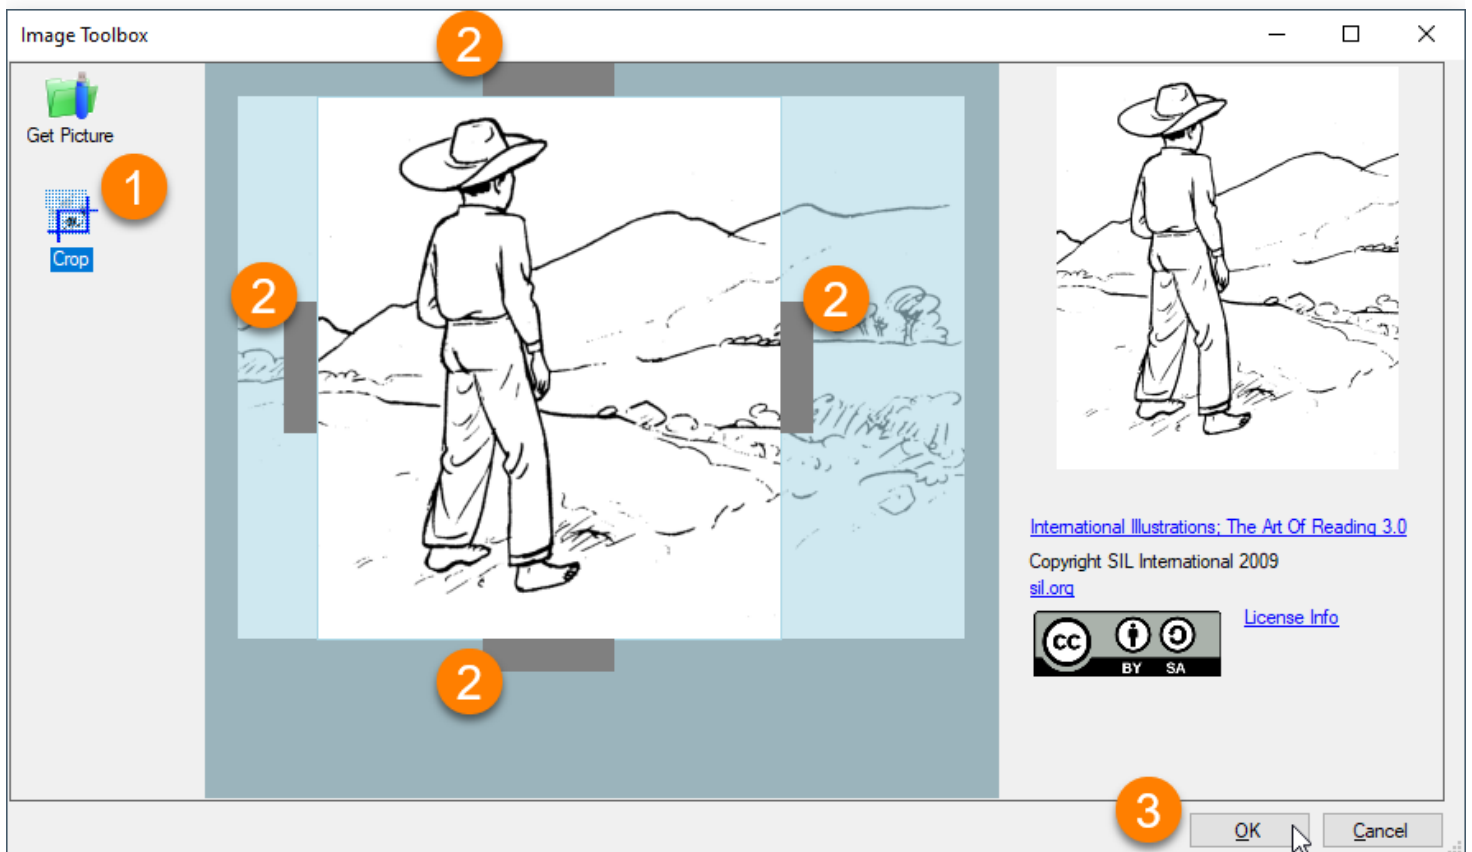 Image Toolbox
2
Get Picture
1
Crop
2
2
International Illustrations; The Art Of Reading 3.0
Copyright SIL International 2009
sil.org
License Info
cc
BY SA
2
3
OK
Cancel